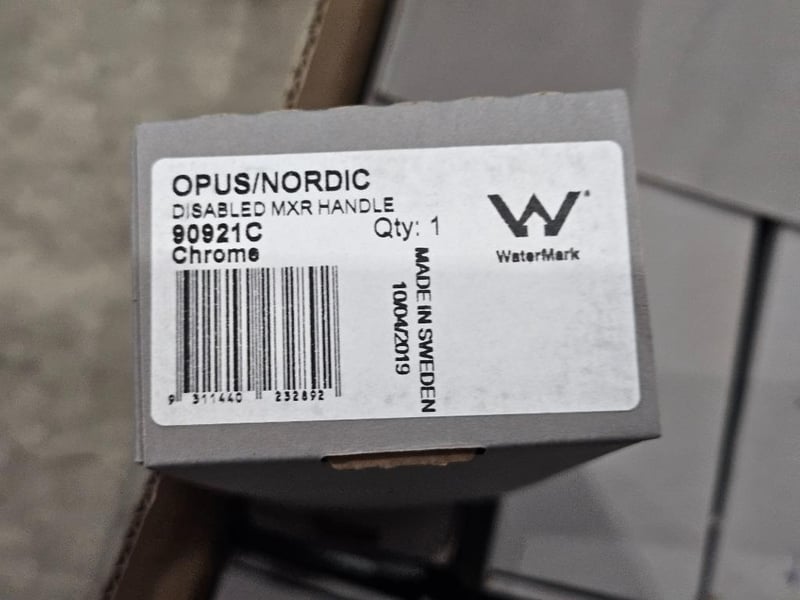 OPUS/NORDIC
DISABLED MXR HANDLE
90921C
Qty: 1
Chrome
WaterMark
MADE IN SWEDEN
10/04/2019
9 311440 232892